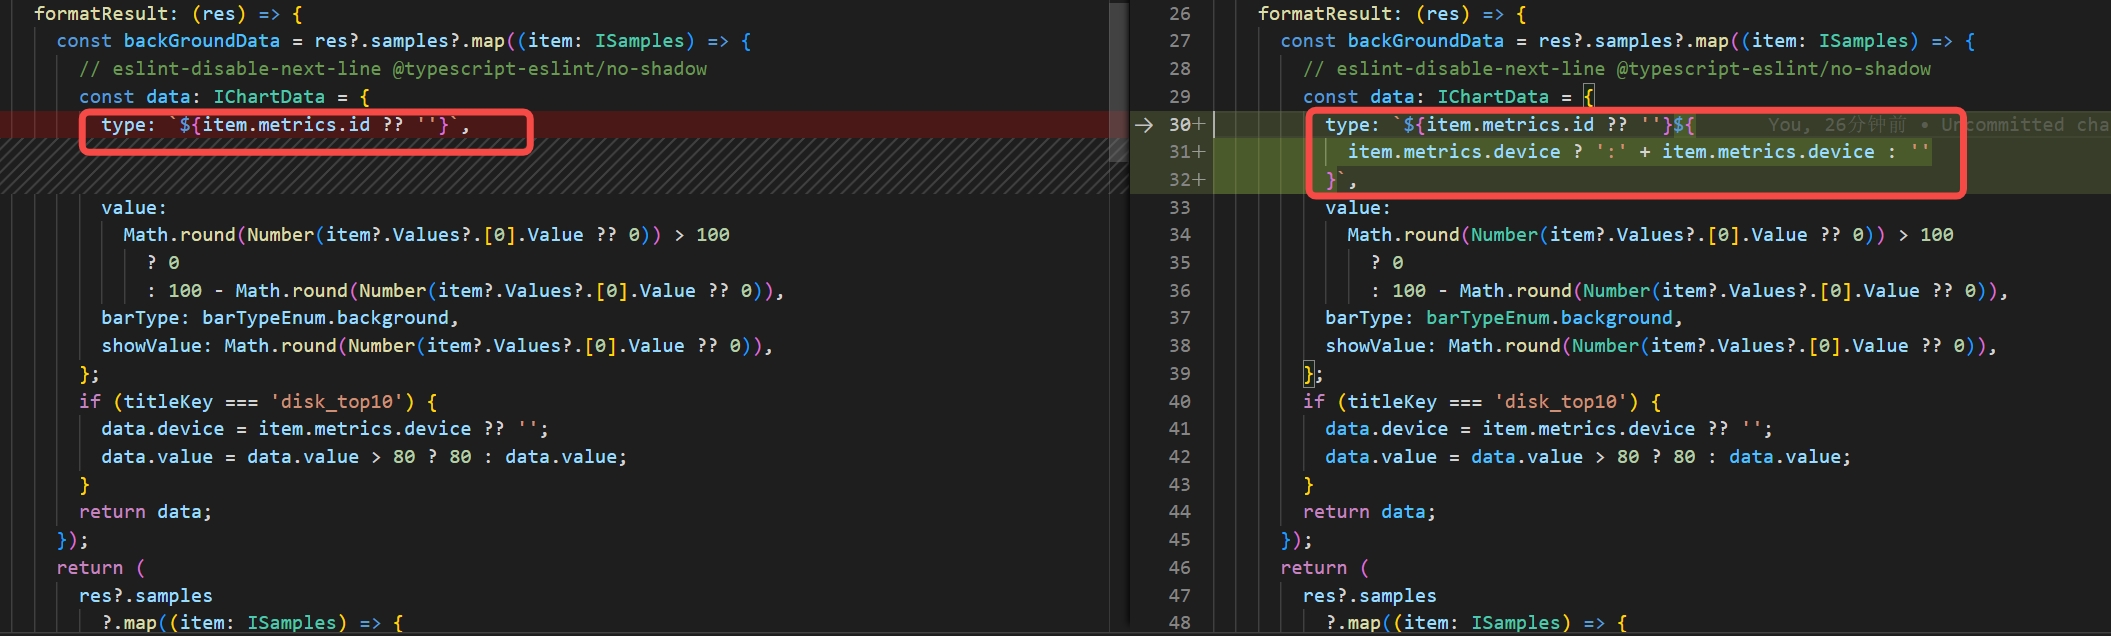 formatResult: (res) => {
const backGroundData = res?.samples?.map((item: ISamples) => {
// eslint-disable-next-line @typescript-eslint/no-shadow
const data: IChartData = {
type: `${item.metrics.id ?? ''}`,
value:
Math.round(Number(item?.Values?.[0].Value ?? 0)) > 100
? 0
: 100 - Math.round(Number(item?.Values?.[0].Value ?? 0)),
barType: barTypeEnum.background,
showValue: Math.round(Number(item?.Values?.[0].Value ?? 0)),
};
if (titleKey === 'disk_top10') {
data.device = item.metrics.device ?? '';
data.value = data.value > 80 ? 80 : data.value;
}
return data;
});
return (
res?.samples
?.map((item: ISamples) => {
26 formatResult: (res) => {
27 const backGroundData = res?.samples?.map((item: ISamples) => {
28 // eslint-disable-next-line @typescript-eslint/no-shadow
29 const data: IChartData = {
30+ type: `${item.metrics.id ?? ''}${ You, 26分钟前 • Uncommitted cha
31+ item.metrics.device ? ':' + item.metrics.device : ''
32+ }`,
33 value:
34 Math.round(Number(item?.Values?.[0].Value ?? 0)) > 100
35 ? 0
36 : 100 - Math.round(Number(item?.Values?.[0].Value ?? 0)),
37 barType: barTypeEnum.background,
38 showValue: Math.round(Number(item?.Values?.[0].Value ?? 0)),
39 };
40 if (titleKey === 'disk_top10') {
41 data.device = item.metrics.device ?? '';
42 data.value = data.value > 80 ? 80 : data.value;
43 }
44 return data;
45 });
46 return (
47 res?.samples
48 ?.map((item: ISamples) => {